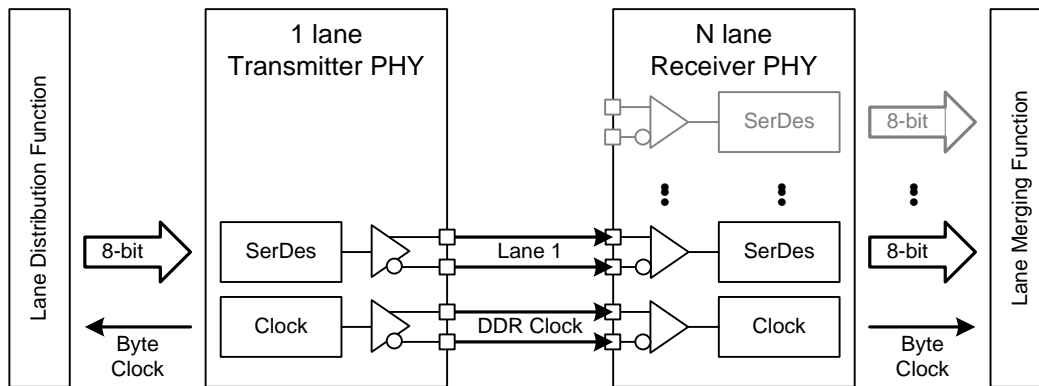 Lane Distribution Function
1 lane
Transmitter PHY
N lane
Receiver PHY
Lane Merging Function
SerDes
8-bit
8-bit
SerDes
Lane 1
SerDes
8-bit
Clock
DDR Clock
Clock
Byte
Clock
Byte
Clock